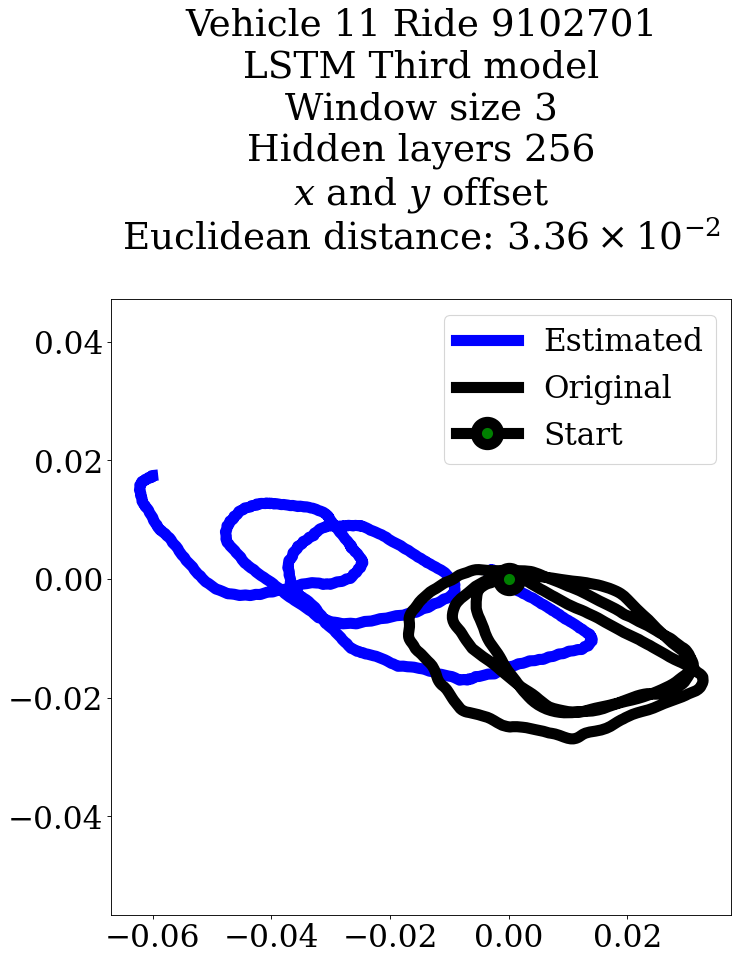 Vehicle 11 Ride 9102701
LSTM Third model
Window size 3
Hidden layers 256
x and y offset
Euclidean distance: 3.36 × 10⁻²
Estimated
Original
Start
0.04
0.02
0.00
−0.02
−0.04
−0.06 −0.04 −0.02 0.00 0.02